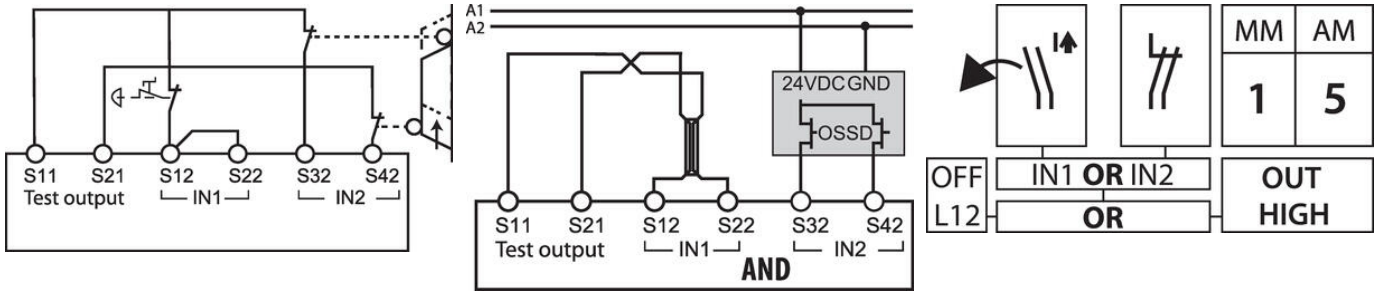 S11 S21 S12 S22 S32 S42
Test output IN1 IN2
A1
A2
24VDC GND
OSSD
S11 S21 S12 S22 S32 S42
Test output IN1 IN2
AND
I
MM AM
1 5
OFF IN1 OR IN2 OUT
L12 OR HIGH